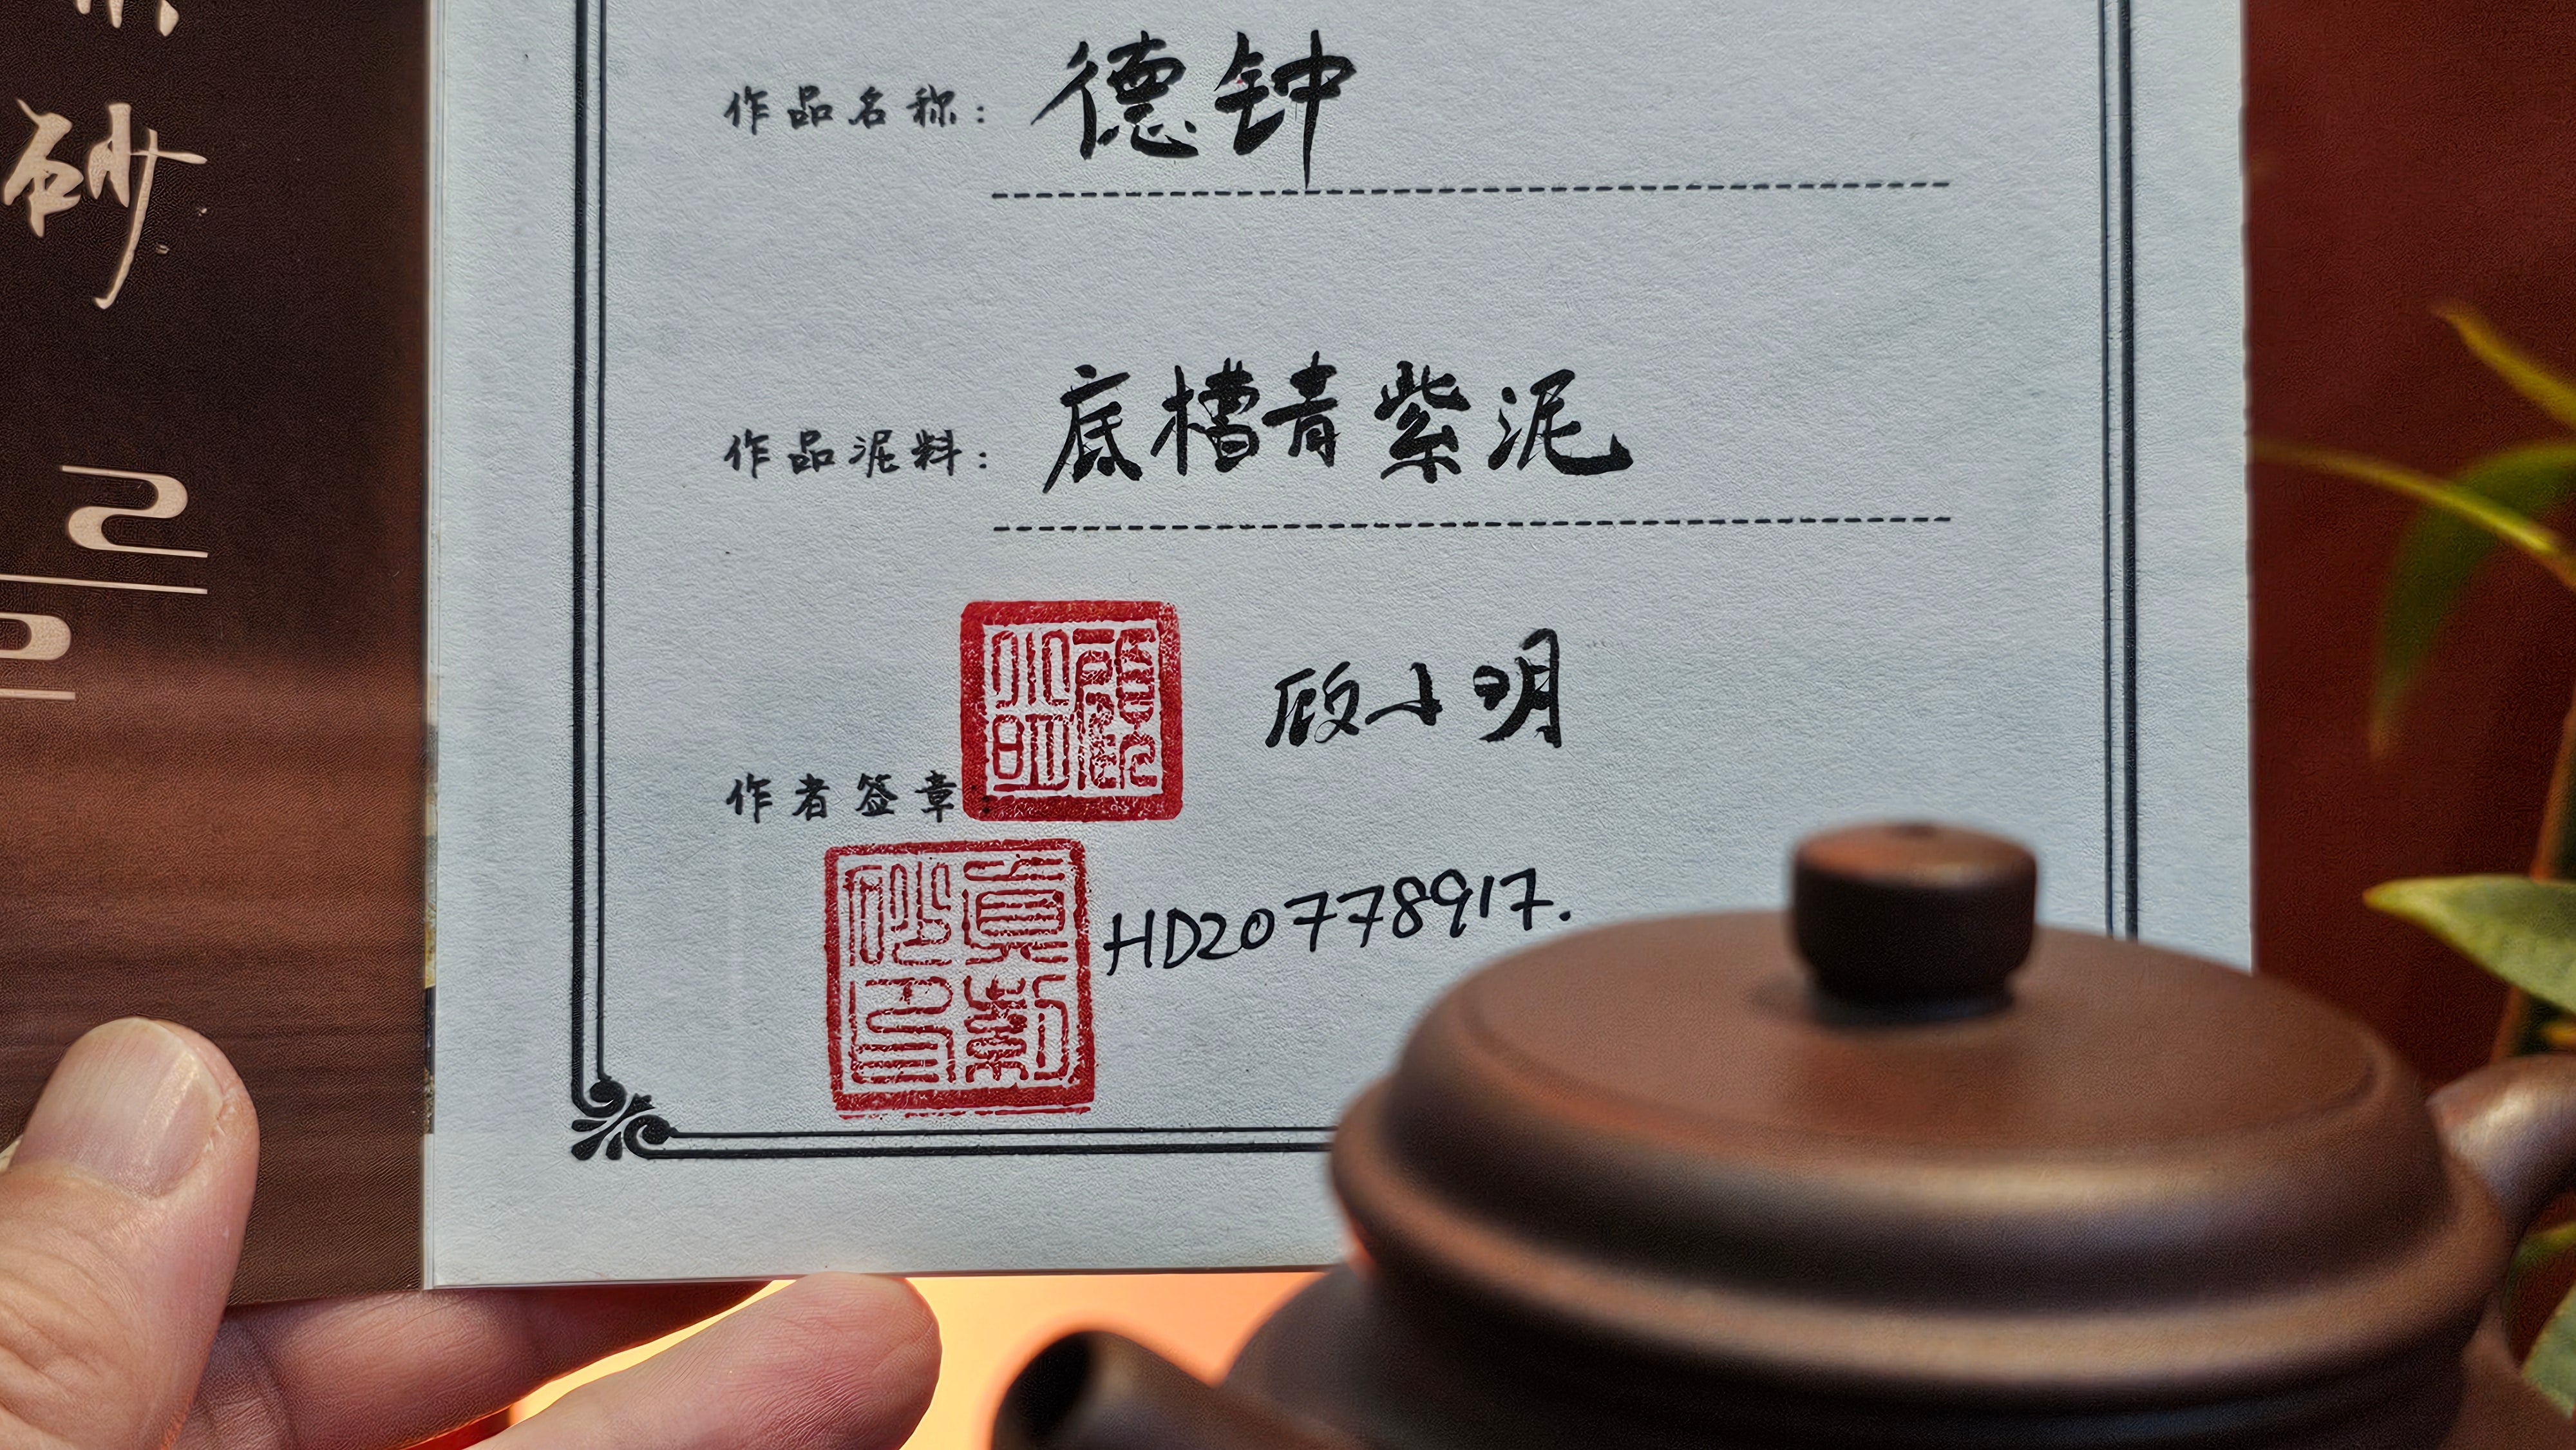 砂
作品名称：德钟
作品泥料：底槽青紫泥
顾小明
作者签章：
HD20778917.